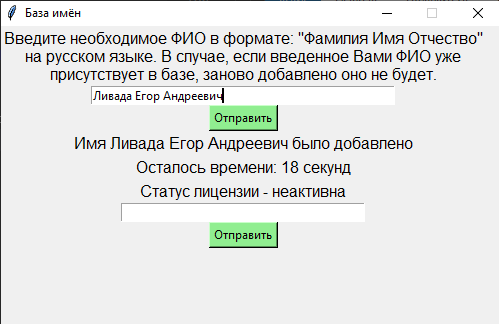 База имён
Введите необходимое ФИО в формате: "Фамилия Имя Отчество"
на русском языке. В случае, если введенное Вами ФИО уже
присутствует в базе, заново добавлено оно не будет.
Ливада Егор Андреевич
Отправить
Имя Ливада Егор Андреевич было добавлено
Осталось времени: 18 секунд
Статус лицензии - неактивна
Отправить